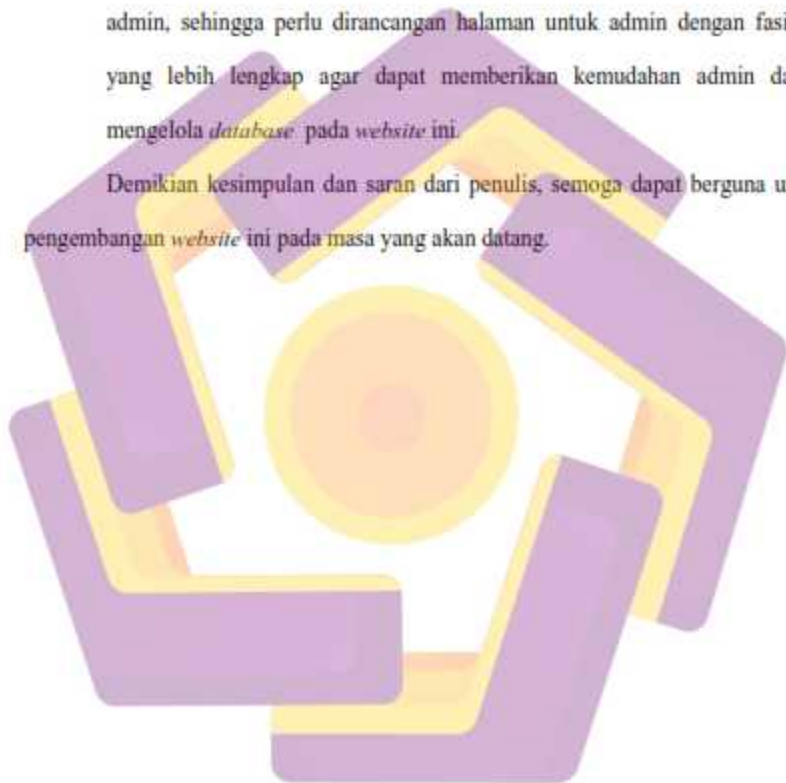 admin, sehingga perlu dirancangan halaman untuk admin dengan fasi
yang lebih lengkap agar dapat memberikan kemudahan admin da
mengelola database pada website ini.
Demikian kesimpulan dan saran dari penulis, semoga dapat berguna u
pengembangan website ini pada masa yang akan datang.